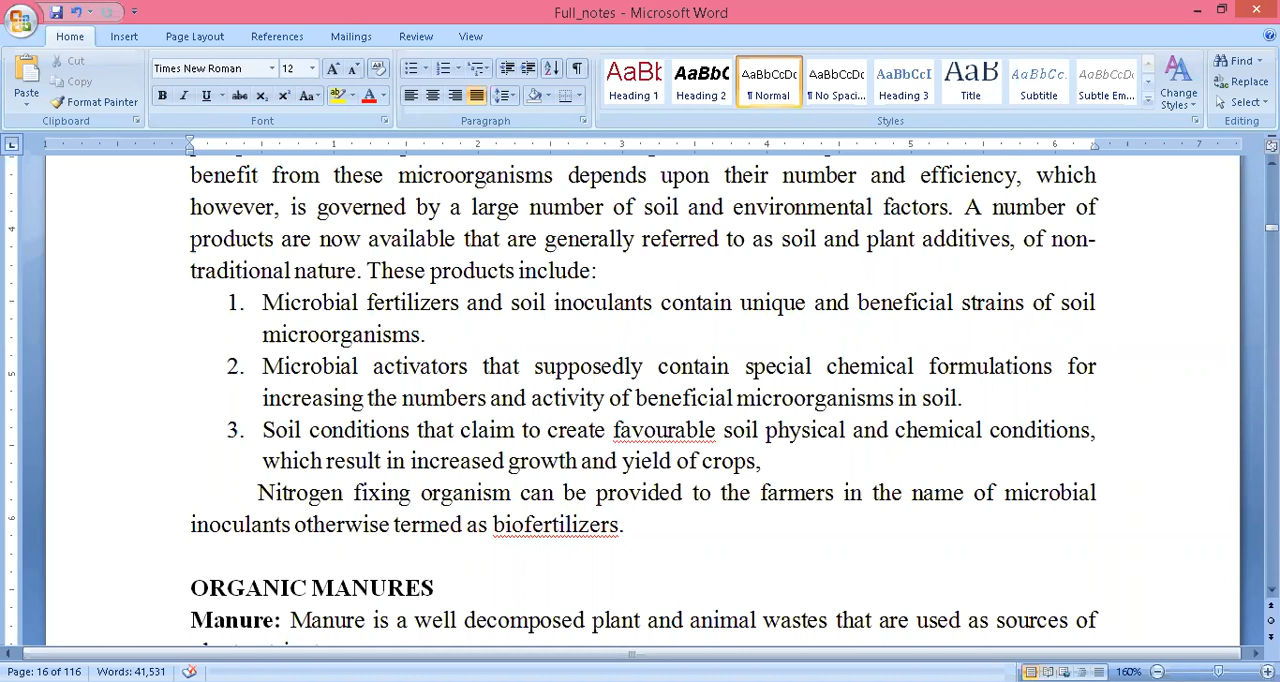 Full_notes - Microsoft Word
Home Insert Page Layout References Mailings Review View
Paste
Cut
Copy
Format Painter
Clipboard
Times New Roman 12
Font
Paragraph
AaBb AaBbC AaBbCcDc AaBbCcDc AaBbCcI AaB AaBbCc. AaBbCcDc
Heading 1 Heading 2 ¶ Normal ¶ No Spaci... Heading 3 Title Subtitle Subtle Em...
Change Styles
Styles
Find
Replace
Select
Editing
1 1 2 3 4 5 6 7
benefit from these microorganisms depends upon their number and efficiency, which
however, is governed by a large number of soil and environmental factors. A number of
products are now available that are generally referred to as soil and plant additives, of non-
traditional nature. These products include:
1. Microbial fertilizers and soil inoculants contain unique and beneficial strains of soil
microorganisms.
2. Microbial activators that supposedly contain special chemical formulations for
increasing the numbers and activity of beneficial microorganisms in soil.
3. Soil conditions that claim to create favourable soil physical and chemical conditions,
which result in increased growth and yield of crops,
Nitrogen fixing organism can be provided to the farmers in the name of microbial
inoculants otherwise termed as biofertilizers.
ORGANIC MANURES
Manure: Manure is a well decomposed plant and animal wastes that are used as sources of
Page: 16 of 116 Words: 41,531 160%